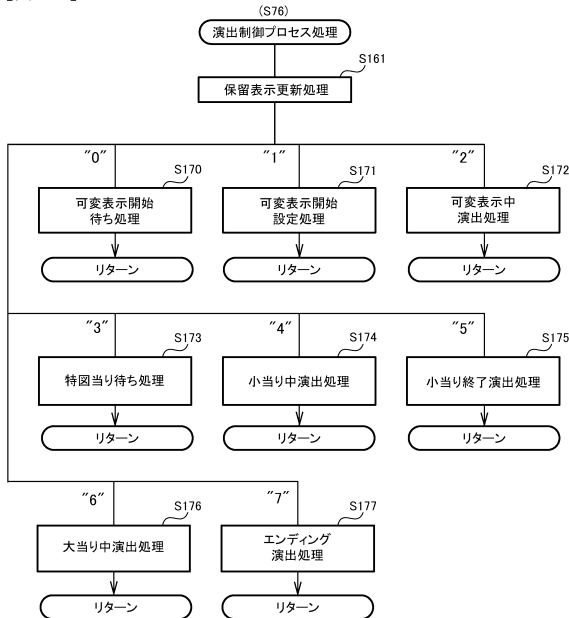 (S76)
演出制御プロセス処理
S161
保留表示更新処理
"0"
"1"
"2"
S170
S171
S172
可変表示開始
待ち処理
可変表示開始
設定処理
可変表示中
演出処理
リターン
リターン
リターン
"3"
"4"
"5"
S173
S174
S175
特図当り待ち処理
小当り中演出処理
小当り終了演出処理
リターン
リターン
リターン
"6"
"7"
S176
S177
大当り中演出処理
エンディング
演出処理
リターン
リターン